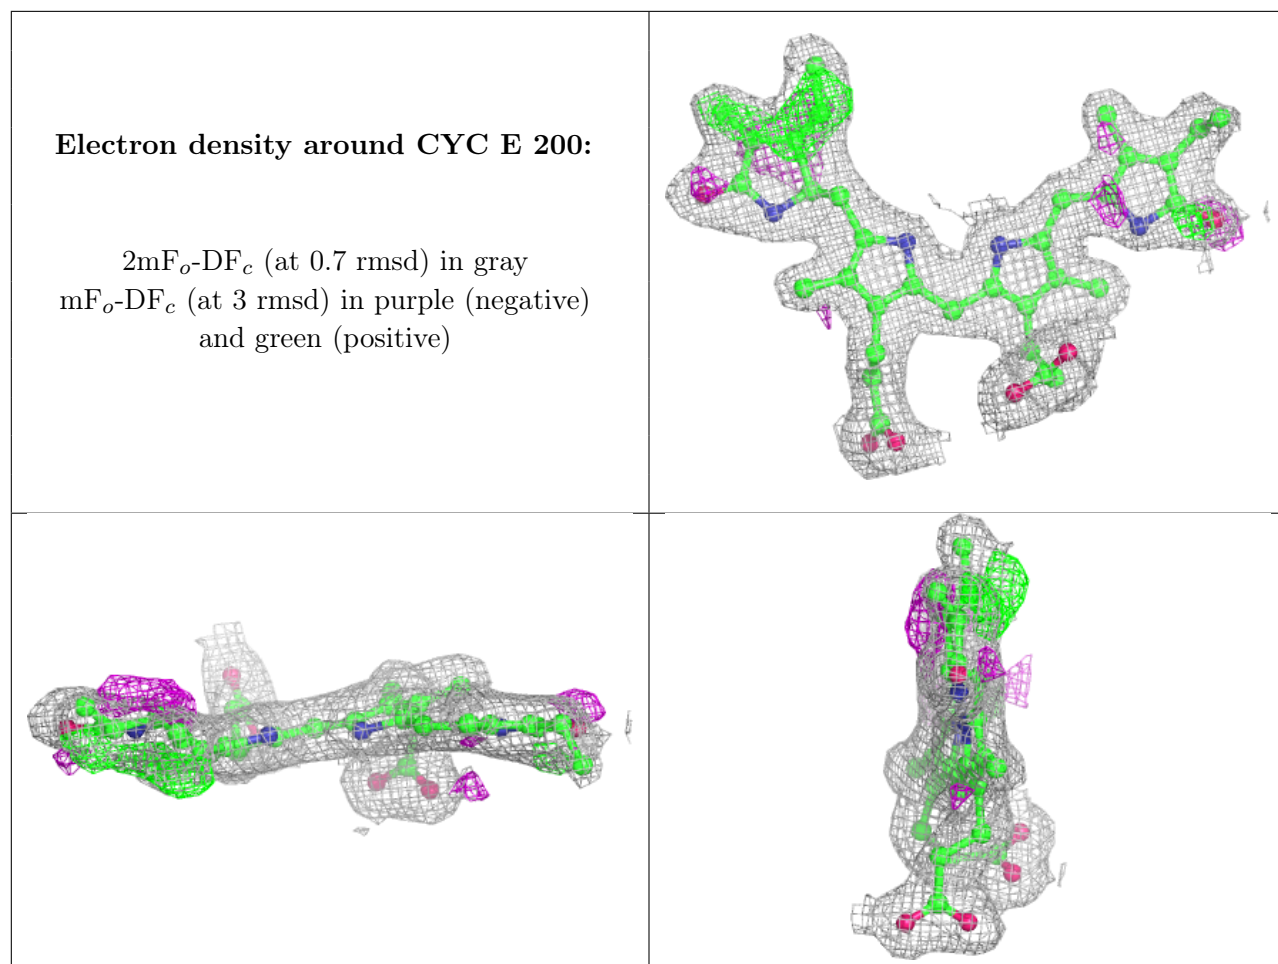 Electron density around CYC E 200:
2mFo-DFc (at 0.7 rmsd) in gray
mFo-DFc (at 3 rmsd) in purple (negative)
and green (positive)